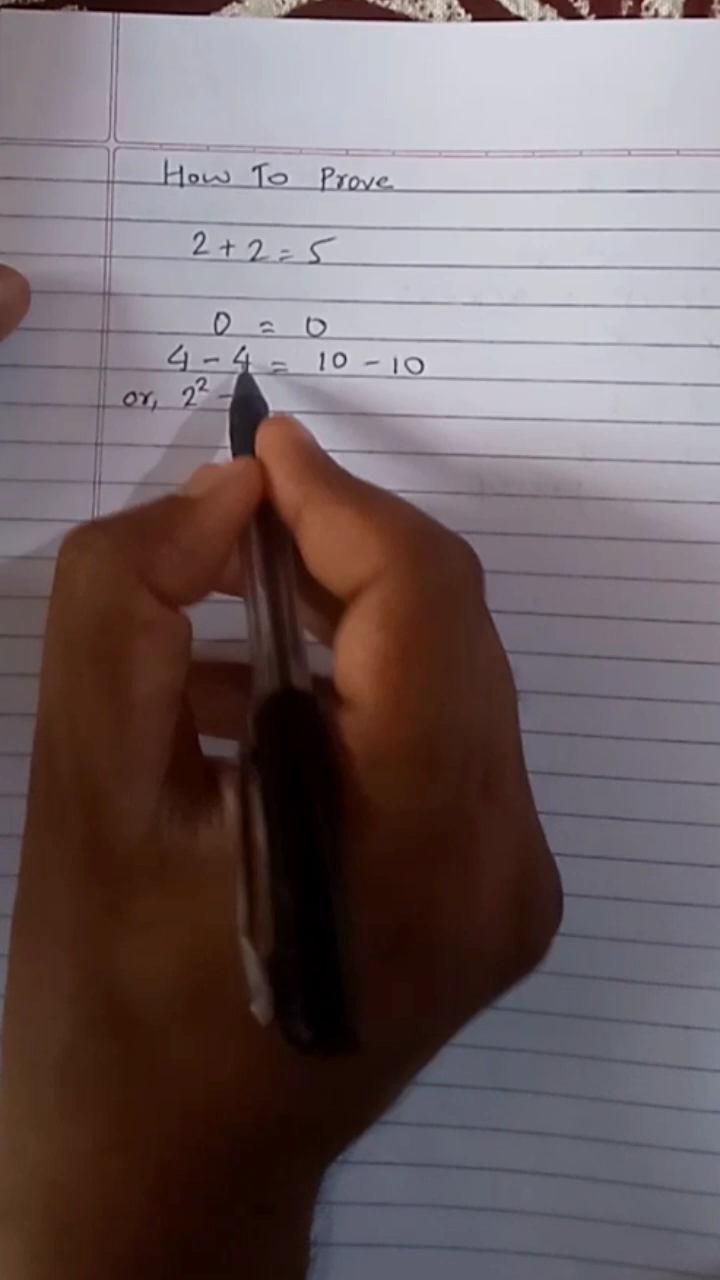 How To Prove
2 + 2 = 5
0 = 0
4 - 4 = 10 - 10
or, 2² -